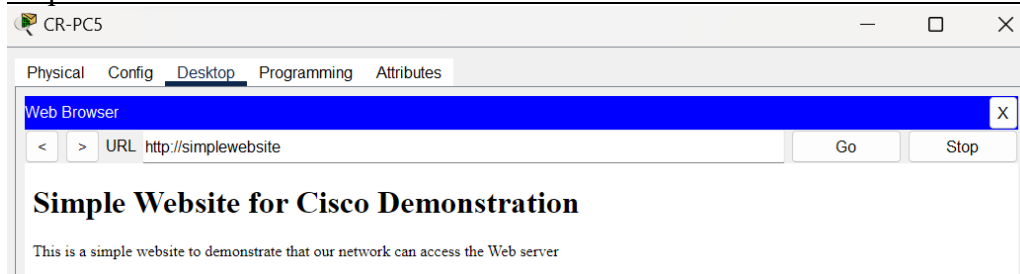 CR-PC5
Physical Config Desktop Programming Attributes
Web Browser
X
< > URL http://simplewebsite Go Stop
Simple Website for Cisco Demonstration
This is a simple website to demonstrate that our network can access the Web server